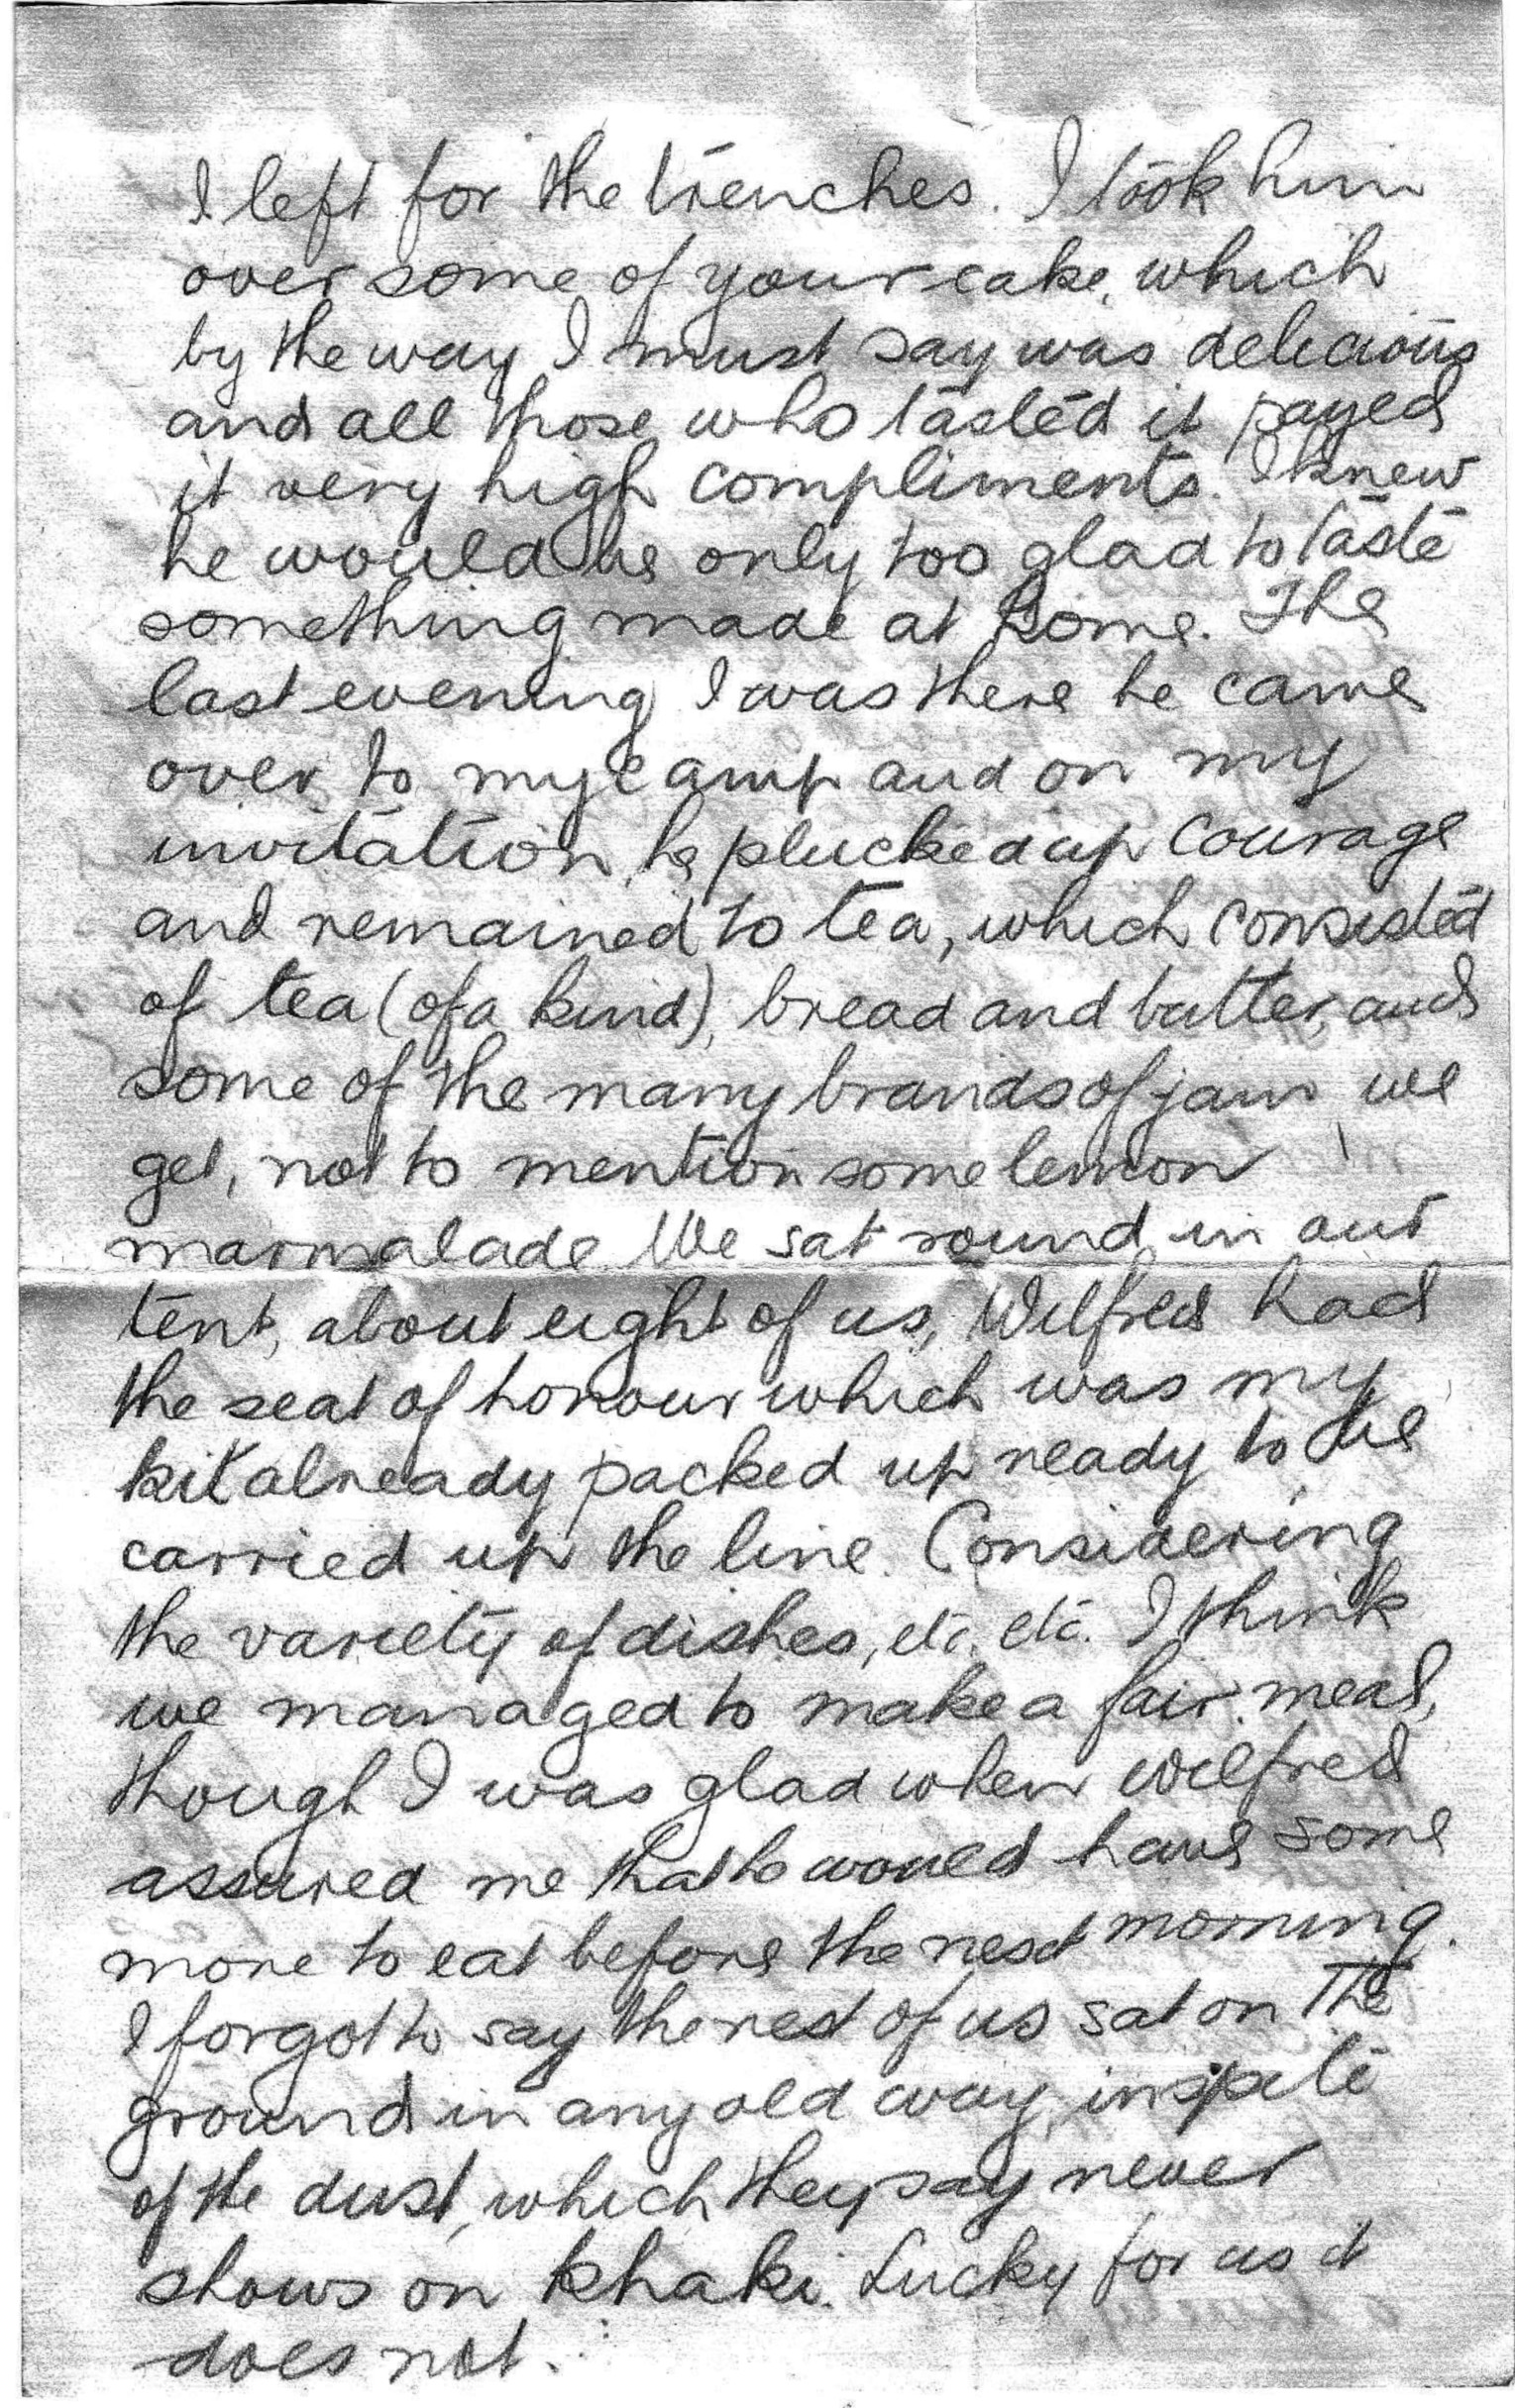 I left for the trenches. I took him
over some of your cake, which
by the way I must say was delicious
and all those who tasted it payed
it very high compliments. I knew
he would be only too glad to taste
something made at home. The
last evening I was there he came
over to my camp and on my
invitation he plucked up courage
and remained to tea, which consisted
of tea (of a kind), bread and butter, and
some of the many brands of jam we
get, not to mention some lemon
marmalade. We sat round in our
tent, about eight of us, Wilfred had
the seat of honour which was my
kit already packed up ready to be
carried up the line. Considering
the variety of dishes, etc. etc. I think
we managed to make a fair meal,
though I was glad when Wilfred
assured me that he would have some
more to eat before the next morning.
I forgot to say the rest of us sat on the
ground in any old way, inspite
of the dust, which they say never
shows on khaki. Lucky for us it
does not.